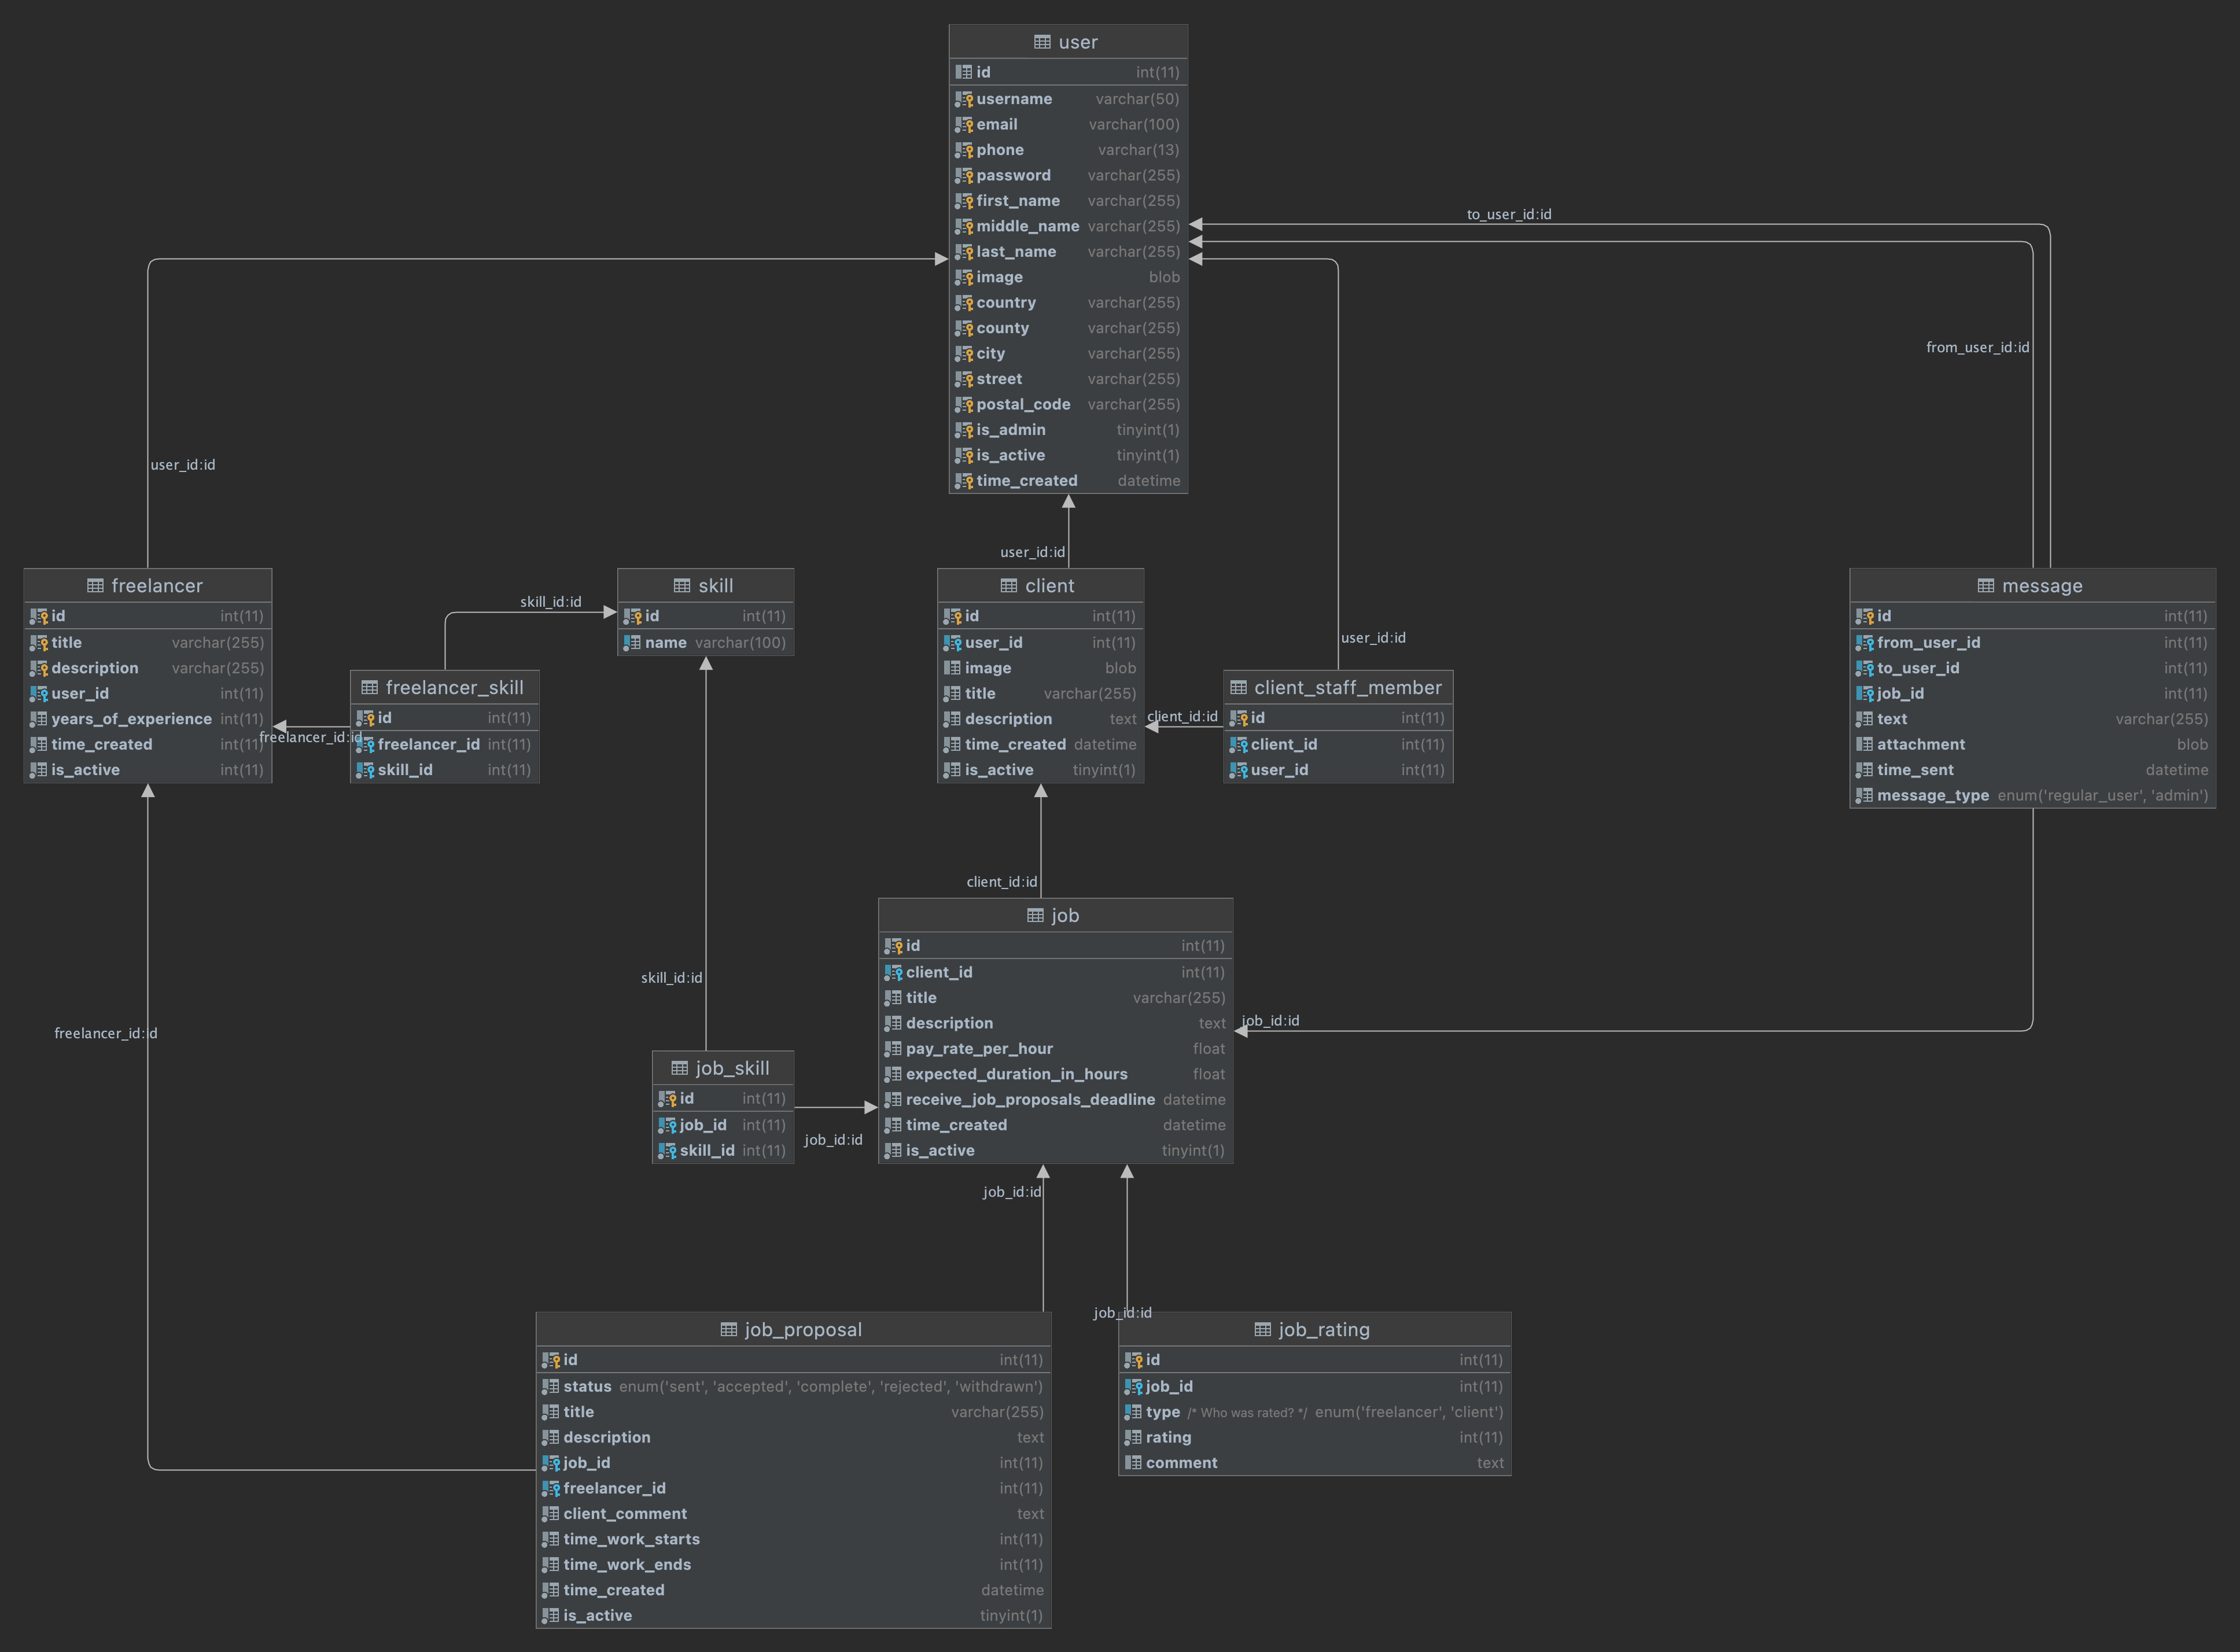 user
id int(11)
username varchar(50)
email varchar(100)
phone varchar(13)
password varchar(255)
first_name varchar(255)
middle_name varchar(255)
last_name varchar(255)
image blob
country varchar(255)
county varchar(255)
city varchar(255)
street varchar(255)
postal_code varchar(255)
is_admin tinyint(1)
is_active tinyint(1)
time_created datetime
to_user_id:id
from_user_id:id
user_id:id
user_id:id
user_id:id
freelancer
id int(11)
title varchar(255)
description varchar(255)
user_id int(11)
years_of_experience int(11)
time_created int(11)
is_active int(11)
freelancer_id:id
skill_id:id
freelancer_skill
id int(11)
freelancer_id int(11)
skill_id int(11)
skill
id int(11)
name varchar(100)
client
id int(11)
user_id int(11)
image blob
title varchar(255)
description text
time_created datetime
is_active tinyint(1)
client_id:id
client_staff_member
id int(11)
client_id int(11)
user_id int(11)
message
id int(11)
from_user_id int(11)
to_user_id int(11)
job_id int(11)
text varchar(255)
attachment blob
time_sent datetime
message_type enum('regular_user', 'admin')
client_id:id
skill_id:id
freelancer_id:id
job_id:id
job
id int(11)
client_id int(11)
title varchar(255)
description text
pay_rate_per_hour float
expected_duration_in_hours float
receive_job_proposals_deadline datetime
time_created datetime
is_active tinyint(1)
job_skill
id int(11)
job_id int(11)
skill_id int(11)
job_id:id
job_id:id
job_id:id
job_proposal
id int(11)
status enum('sent', 'accepted', 'complete', 'rejected', 'withdrawn')
title varchar(255)
description text
job_id int(11)
freelancer_id int(11)
client_comment text
time_work_starts int(11)
time_work_ends int(11)
time_created datetime
is_active tinyint(1)
job_rating
id int(11)
job_id int(11)
type /* Who was rated? */ enum('freelancer', 'client')
rating int(11)
comment text